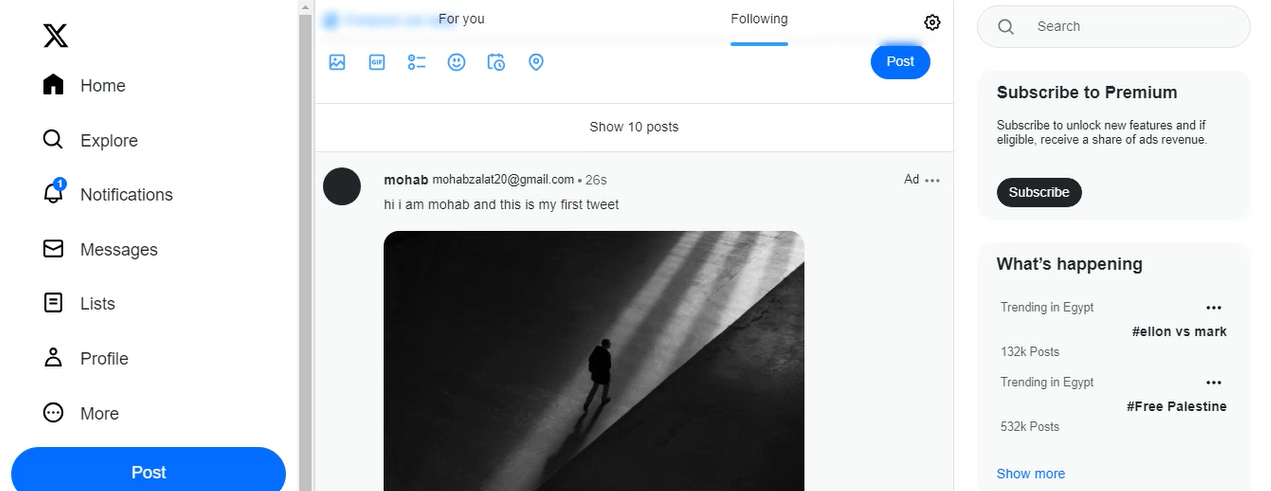 Home
Explore
1
Notifications
Messages
Lists
Profile
More
Post
For you
Following
GIF
Post
Show 10 posts
mohab mohabzalat20@gmail.com • 26s
Ad
hi i am mohab and this is my first tweet
Search
Subscribe to Premium
Subscribe to unlock new features and if
eligible, receive a share of ads revenue.
Subscribe
What’s happening
Trending in Egypt
#ellon vs mark
132k Posts
Trending in Egypt
#Free Palestine
532k Posts
Show more